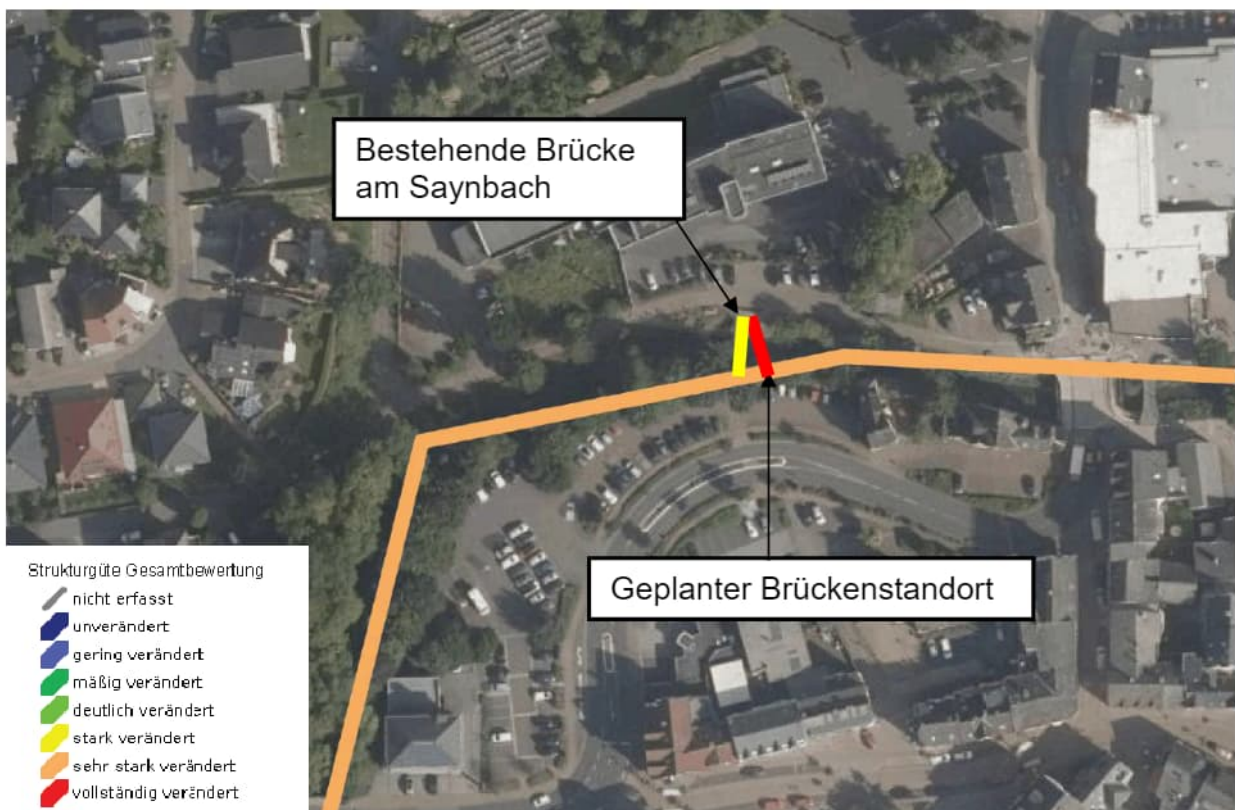 Bestehende Brücke
am Saynbach
Geplanter Brückenstandort
Strukturgüte Gesamtbewertung
nicht erfasst
unverändert
gering verändert
mäßig verändert
deutlich verändert
stark verändert
sehr stark verändert
vollständig verändert